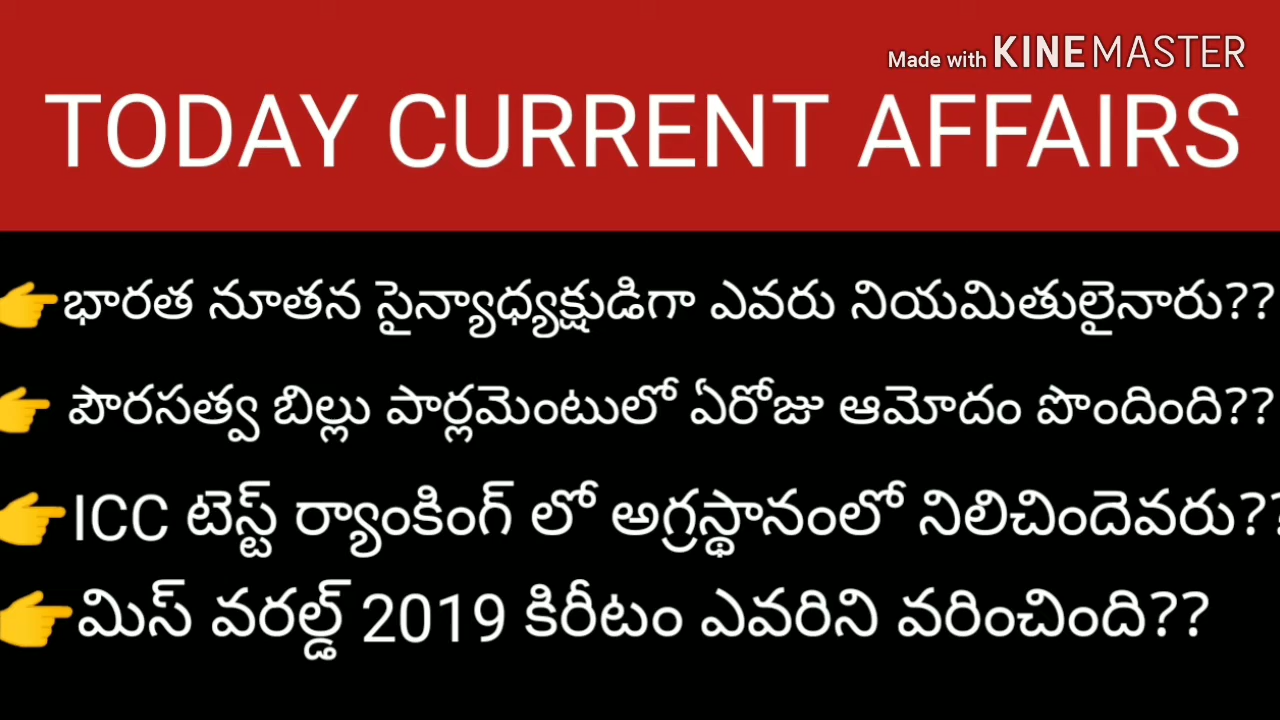 Made with KINEMASTER
TODAY CURRENT AFFAIRS
👉భారత నూతన సైన్యాధ్యక్షుడిగా ఎవరు నియమితులైనారు??
👉 పౌరసత్వ బిల్లు పార్లమెంటులో ఏరోజు ఆమోదం పొందింది??
👉ICC టెస్ట్ ర్యాంకింగ్ లో అగ్రస్థానంలో నిలిచిందెవరు??
👉మిస్ వరల్డ్ 2019 కిరీటం ఎవరిని వరించింది??